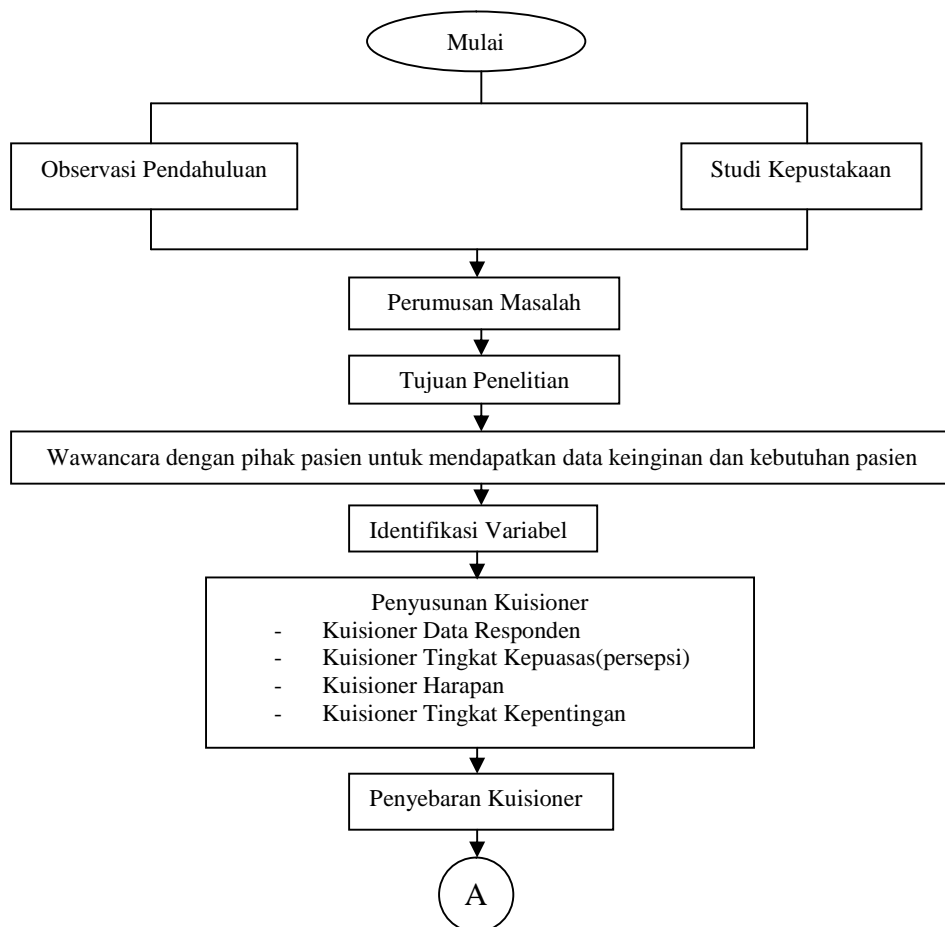 Mulai
Observasi Pendahuluan
Studi Kepustakaan
Perumusan Masalah
Tujuan Penelitian
Wawancara dengan pihak pasien untuk mendapatkan data keinginan dan kebutuhan pasien
Identifikasi Variabel
Penyusunan Kuisioner
- Kuisioner Data Responden
- Kuisioner Tingkat Kepuasas(persepsi)
- Kuisioner Harapan
- Kuisioner Tingkat Kepentingan
Penyebaran Kuisioner
A